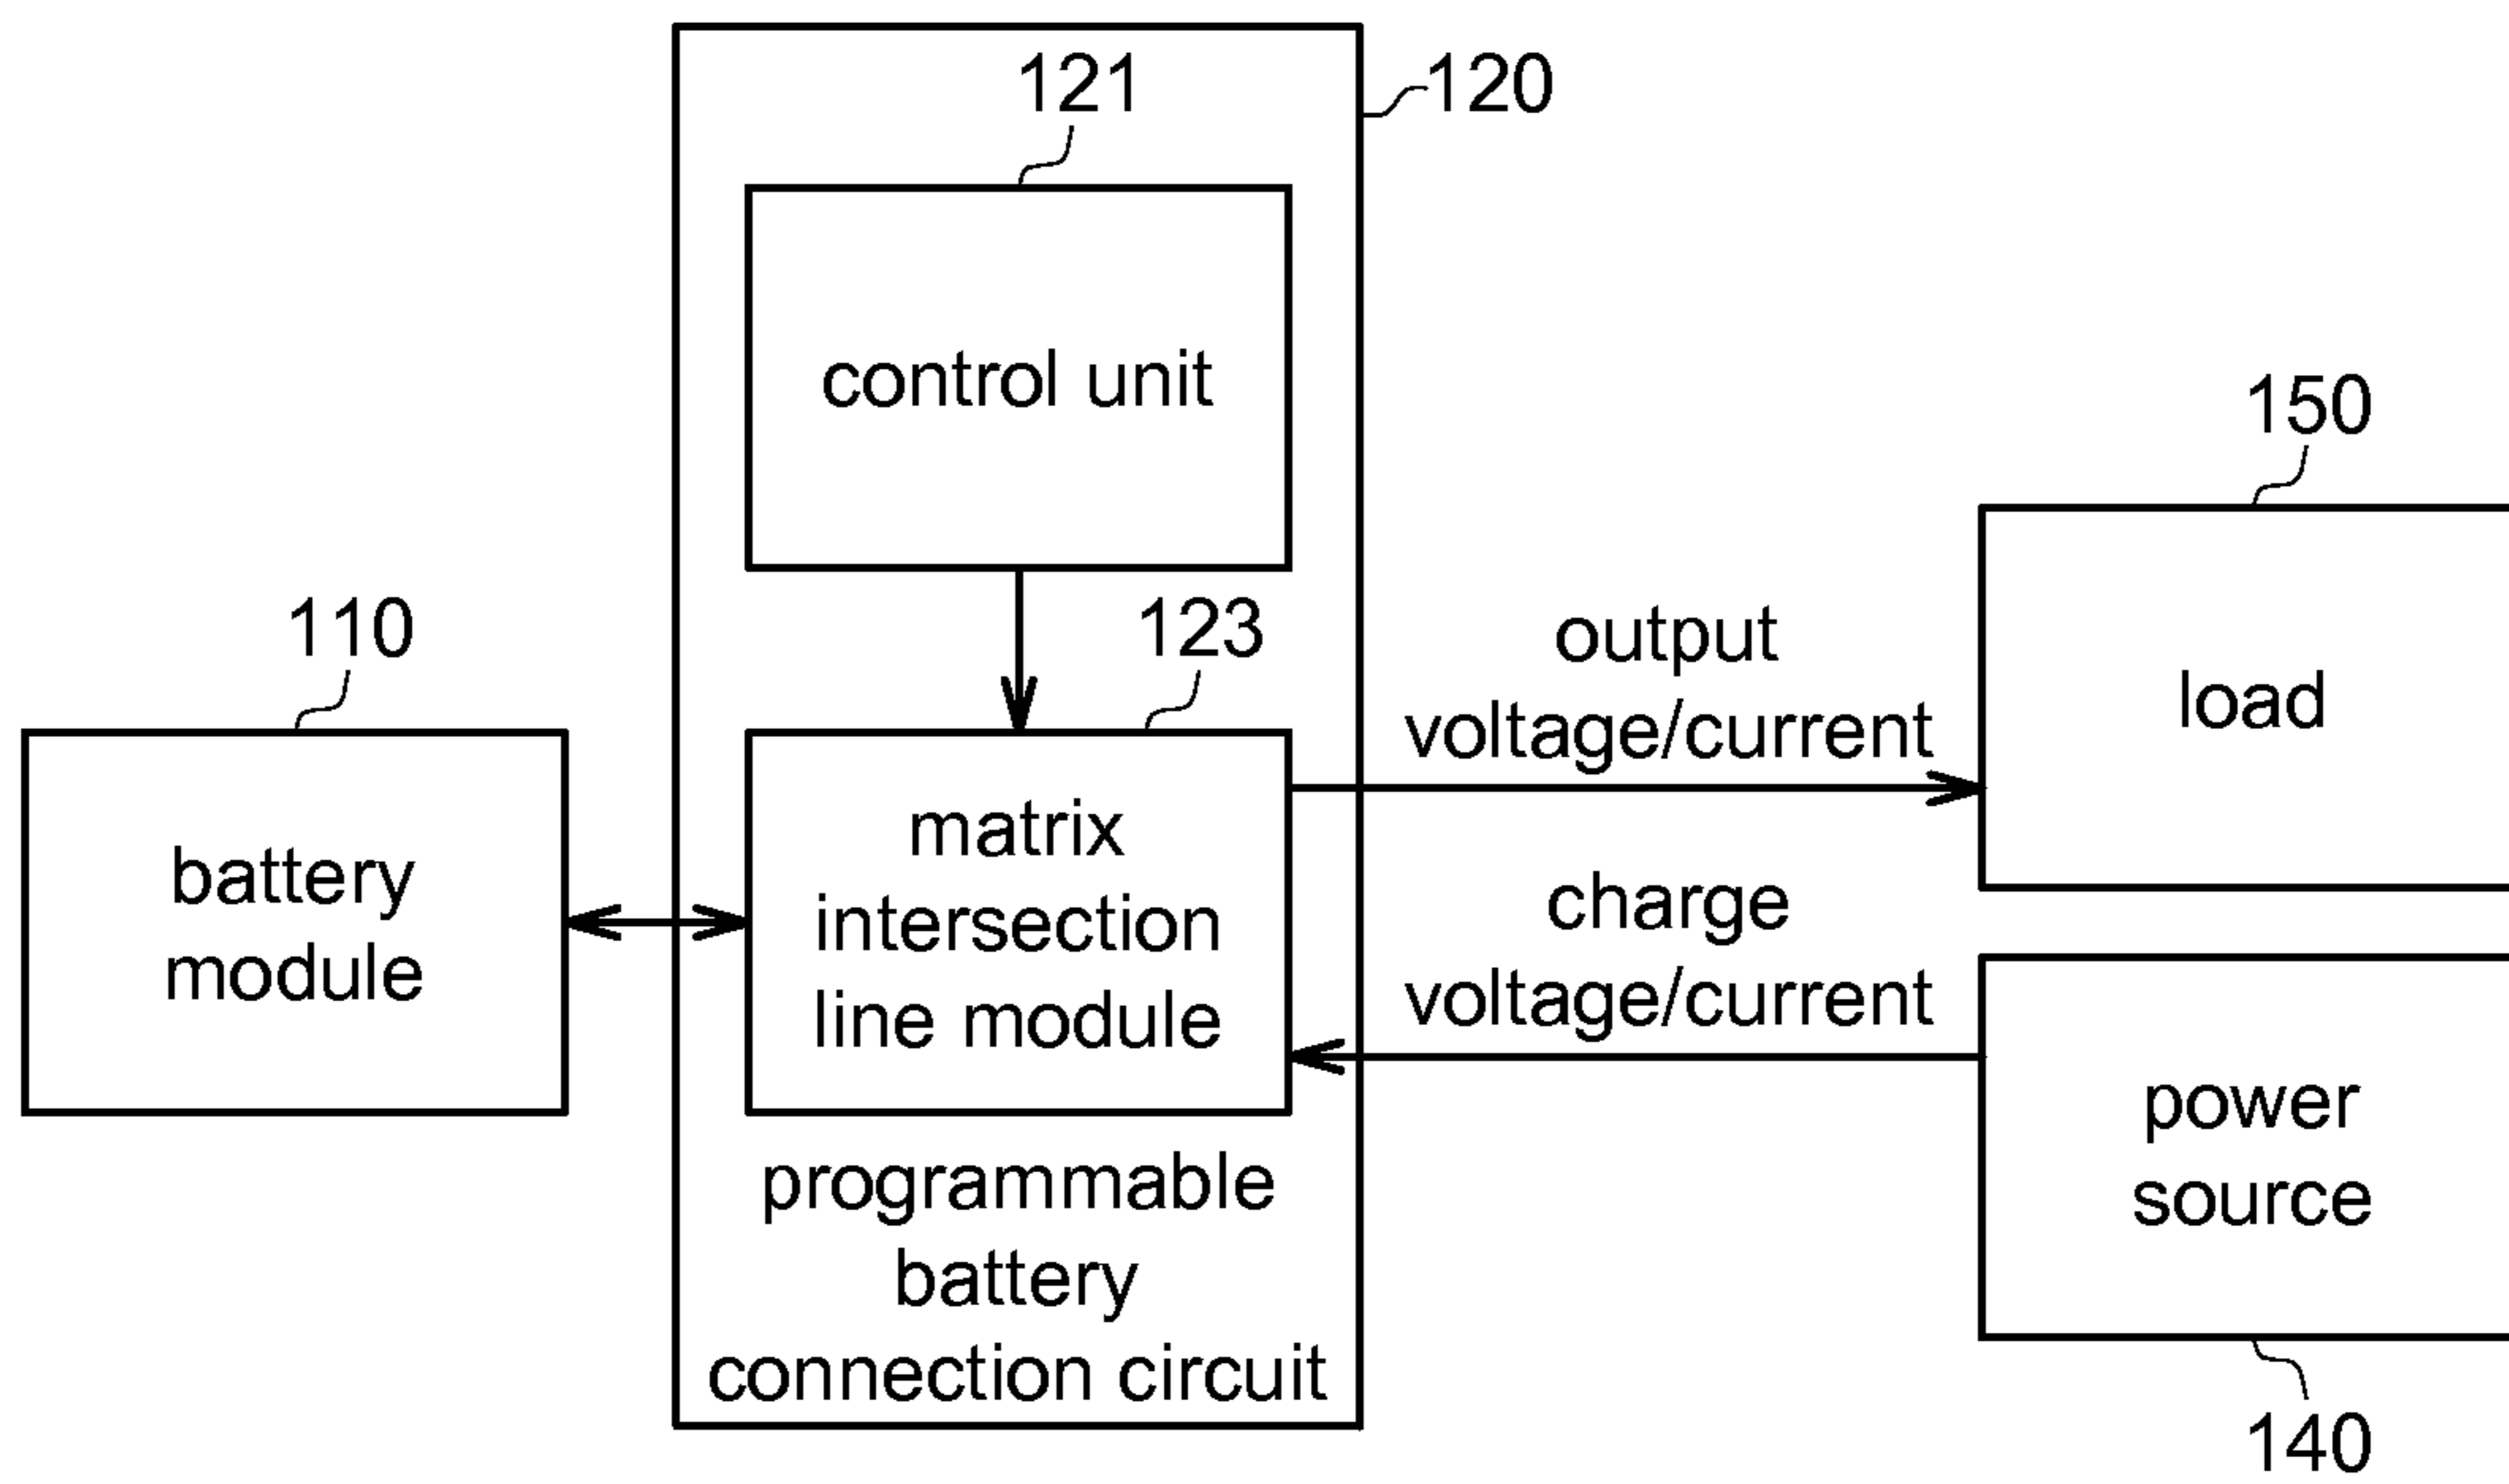 121
120
control unit
150
load
110
123
output
voltage/current
battery
module
matrix
intersection
line module
charge
voltage/current
power
source
programmable
battery
connection circuit
140